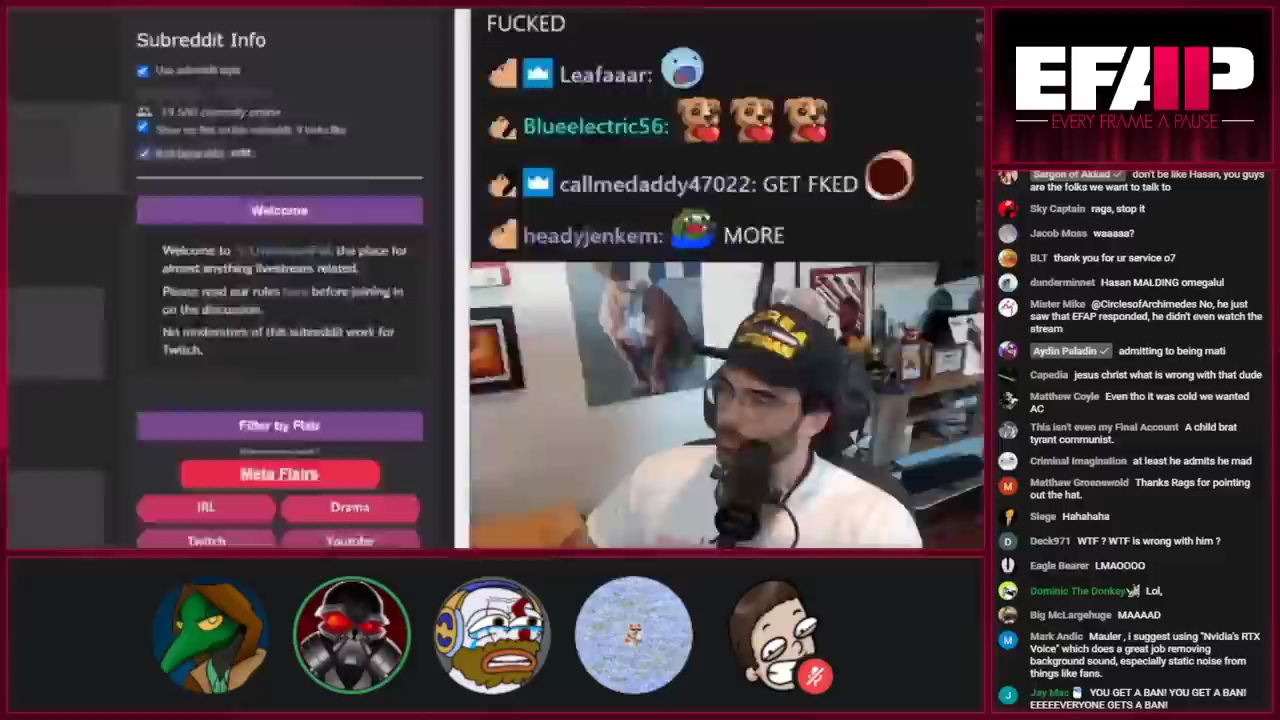 Subreddit Info
Use subreddit style
19,580 currently online
Welcome
Welcome to the place for
almost anything livestream related.
Please read our rules here before joining in
on the discussion.
No moderators of this subreddit work for
Twitch.
Filter by Flair
Meta Flairs
IRL
Drama
Twitch
Youtube
FUCKED
Leafaaar:
Blueelectric56:
callmedaddy47022: GET FKED
headyjenkem: MORE
EFAP
EVERY FRAME A PAUSE
Sargon of Akkad ✓ don't be like Hasan, you guys
are the folks we want to talk to
Sky Captain rags, stop it
Jacob Moss waaaaa?
BLT thank you for ur service o7
dunderminnet Hasan MALDING omegalul
Mister Mike @CirclesofArchimedes No, he just
saw that EFAP responded, he didn't even watch the
stream
Aydin Paladin ✓ admitting to being mati
Capedia jesus christ what is wrong with that dude
Matthew Coyle Even tho it was cold we wanted
AC
This isn't even my Final Account A child brat
tyrant communist.
Criminal Imagination at least he admits he mad
M Matthew Groenewold Thanks Rags for pointing
out the hat.
Siege Hahahaha
D Deck971 WTF ? WTF is wrong with him ?
Eagle Bearer LMAOOOO
Dominic The Donkey Lol,
Big McLargehuge MAAAAD
M Mark Andic Mauler , i suggest using "Nvidia's RTX
Voice" which does a great job removing
background sound, especially static noise from
things like fans.
J Jay Mac YOU GET A BAN! YOU GET A BAN!
EEEEEVERYONE GETS A BAN!